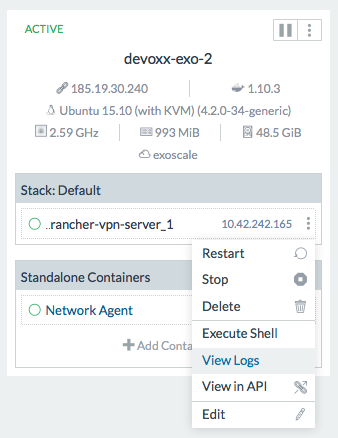 ACTIVE
devoxx-exo-2
185.19.30.240 1.10.3
Ubuntu 15.10 (with KVM) (4.2.0-34-generic)
2.59 GHz 993 MiB 48.5 GiB
exoscale
Stack: Default
..rancher-vpn-server_1 10.42.242.165
Restart
Stop
Standalone Containers
Delete
Network Agent
Execute Shell
Add Conta
View Logs
View in API
Edit